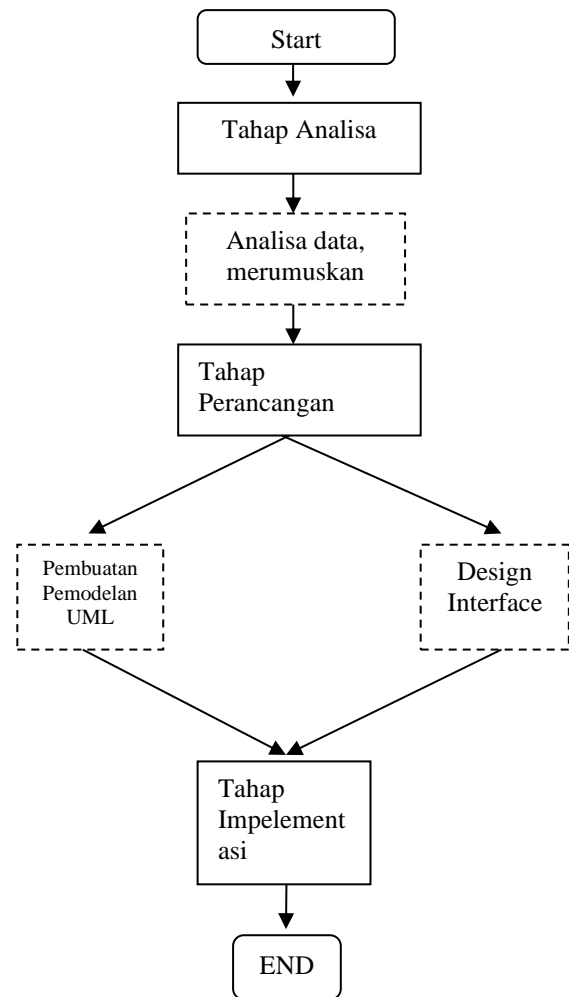 Start
Tahap Analisa
Analisa data,
merumuskan
Tahap
Perancangan
Pembuatan
Pemodelan
UML
Design
Interface
Tahap
Impelement
asi
END